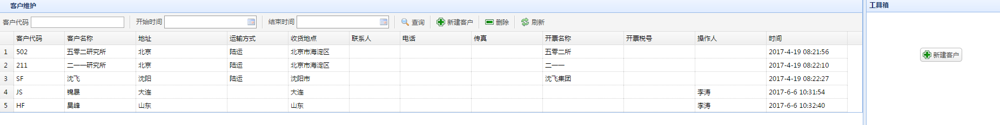 客户维护
工具箱
客户代码 开始时间 结束时间 查询 新建客户 删除 刷新
客户代码 客户名称 地址 运输方式 收货地点 联系人 电话 传真 开票名称 开票税号 操作人 时间
1 502 五零二研究所 北京 陆运 北京市海淀区 五零二所 2017-4-19 08:21:56
新建客户
2 211 二一一研究所 北京 陆运 北京市海淀区 二一一 2017-4-19 08:22:10
3 SF 沈飞 沈阳 陆运 沈阳市 沈飞集团 2017-4-19 08:22:27
4 JS 锦晟 大连 大连 李涛 2017-6-6 10:31:54
5 HF 昊峰 山东 山东 李涛 2017-6-6 10:32:40